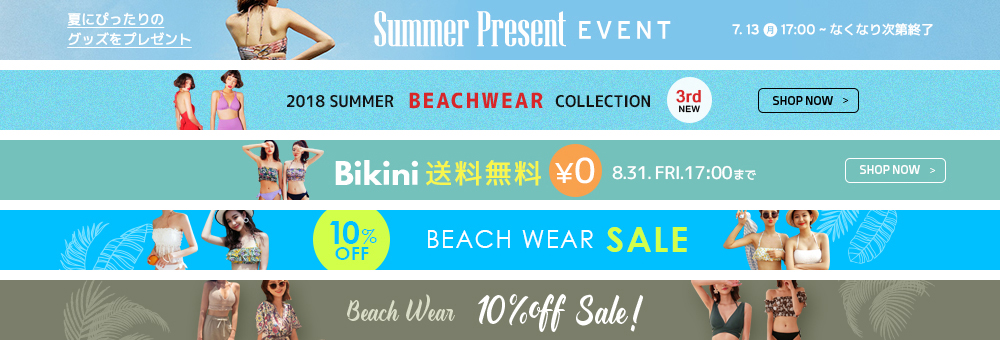 夏にぴったりの
グッズをプレゼント
Summer Present EVENT
7. 13 月 17:00 ~ なくなり次第終了
2018 SUMMER BEACHWEAR COLLECTION
3rd
NEW
SHOP NOW >
Bikini 送料無料 ¥0 8.31. FRI.17:00まで
SHOP NOW >
10%
OFF
BEACH WEAR SALE
Beach Wear 10%off Sale!